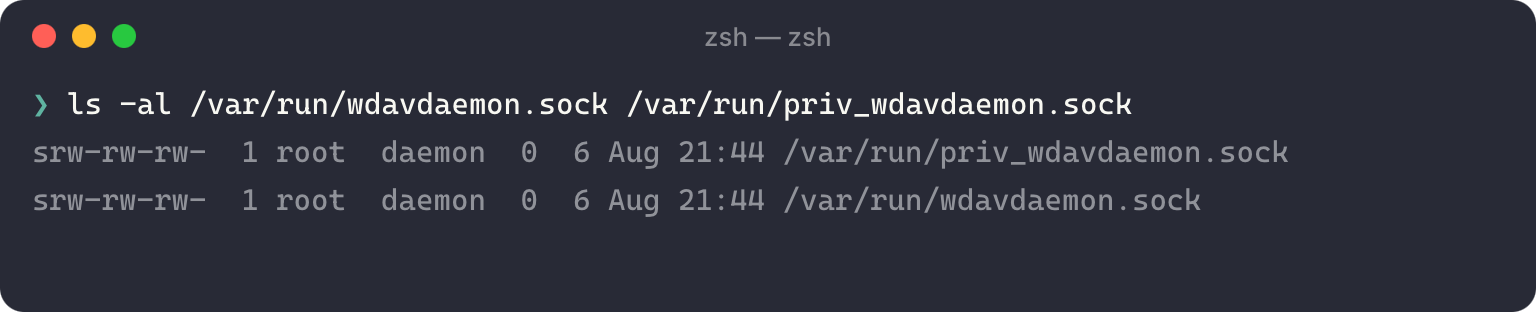 zsh — zsh
❯ ls -al /var/run/wdavdaemon.sock /var/run/priv_wdavdaemon.sock
srw-rw-rw-  1 root  daemon  0  6 Aug 21:44 /var/run/priv_wdavdaemon.sock
srw-rw-rw-  1 root  daemon  0  6 Aug 21:44 /var/run/wdavdaemon.sock